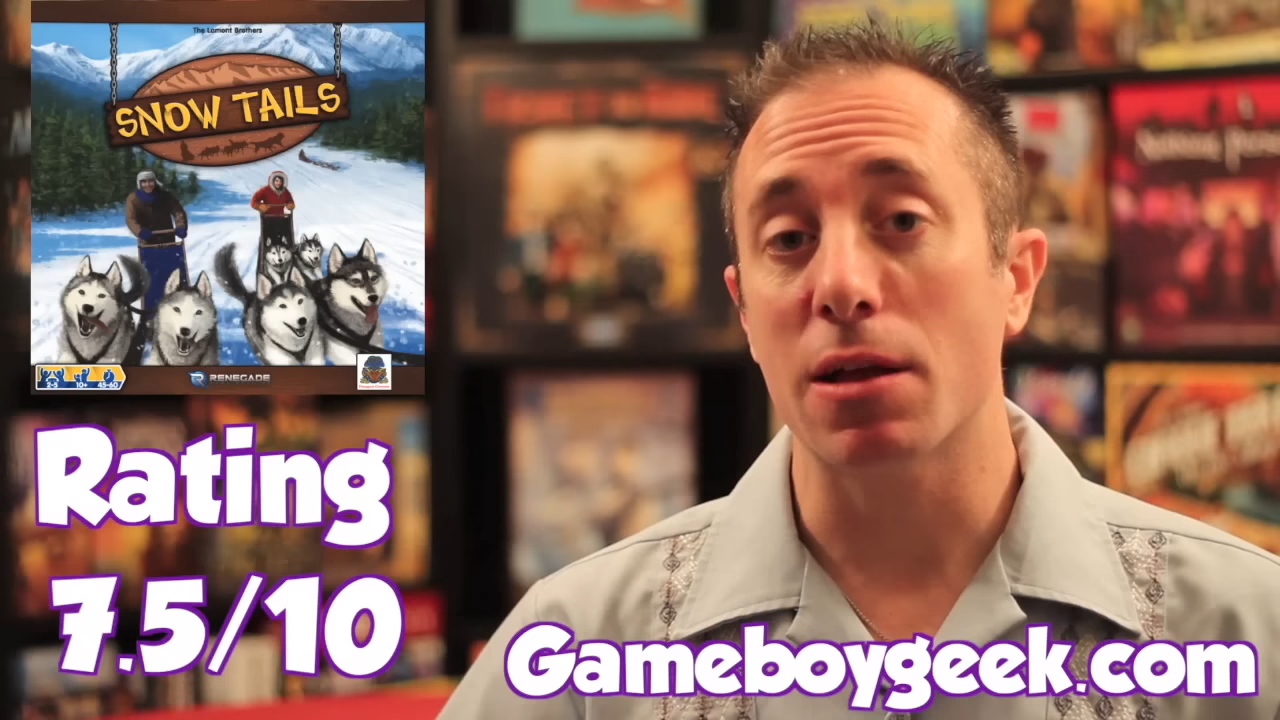 The Lamont Brothers
SNOW TAILS
2-5 10+ 45-60
RENEGADE
Rating
7.5/10
Gameboygeek.com